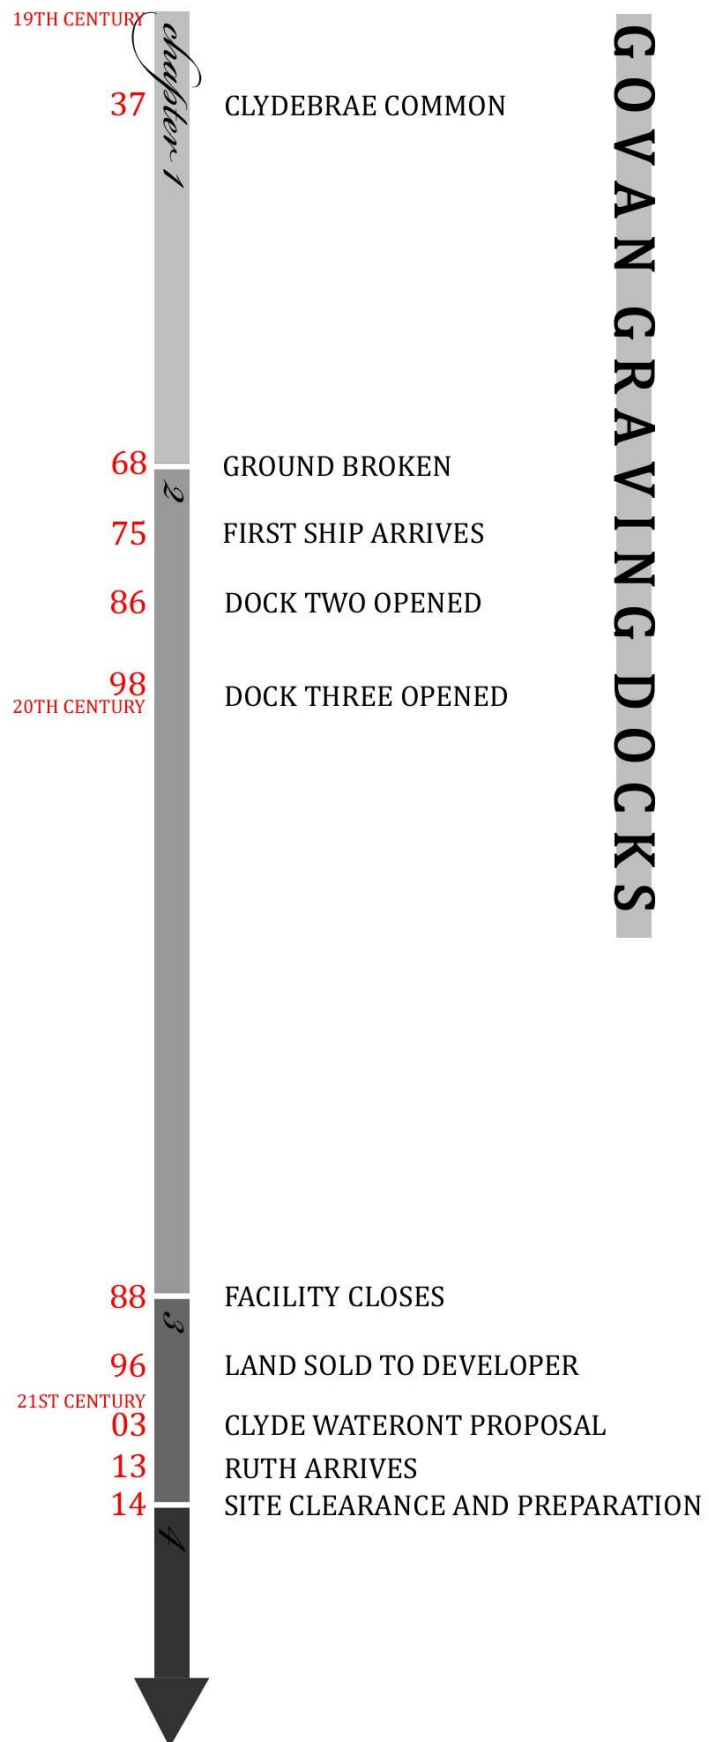 19TH CENTURY
chapter 1
37 CLYDEBRAE COMMON
68 GROUND BROKEN
2
75 FIRST SHIP ARRIVES
86 DOCK TWO OPENED
98 DOCK THREE OPENED
20TH CENTURY
88 FACILITY CLOSES
3
96 LAND SOLD TO DEVELOPER
21ST CENTURY
03 CLYDE WATERONT PROPOSAL
13 RUTH ARRIVES
14 SITE CLEARANCE AND PREPARATION
4
GOVAN GRAVING DOCKS